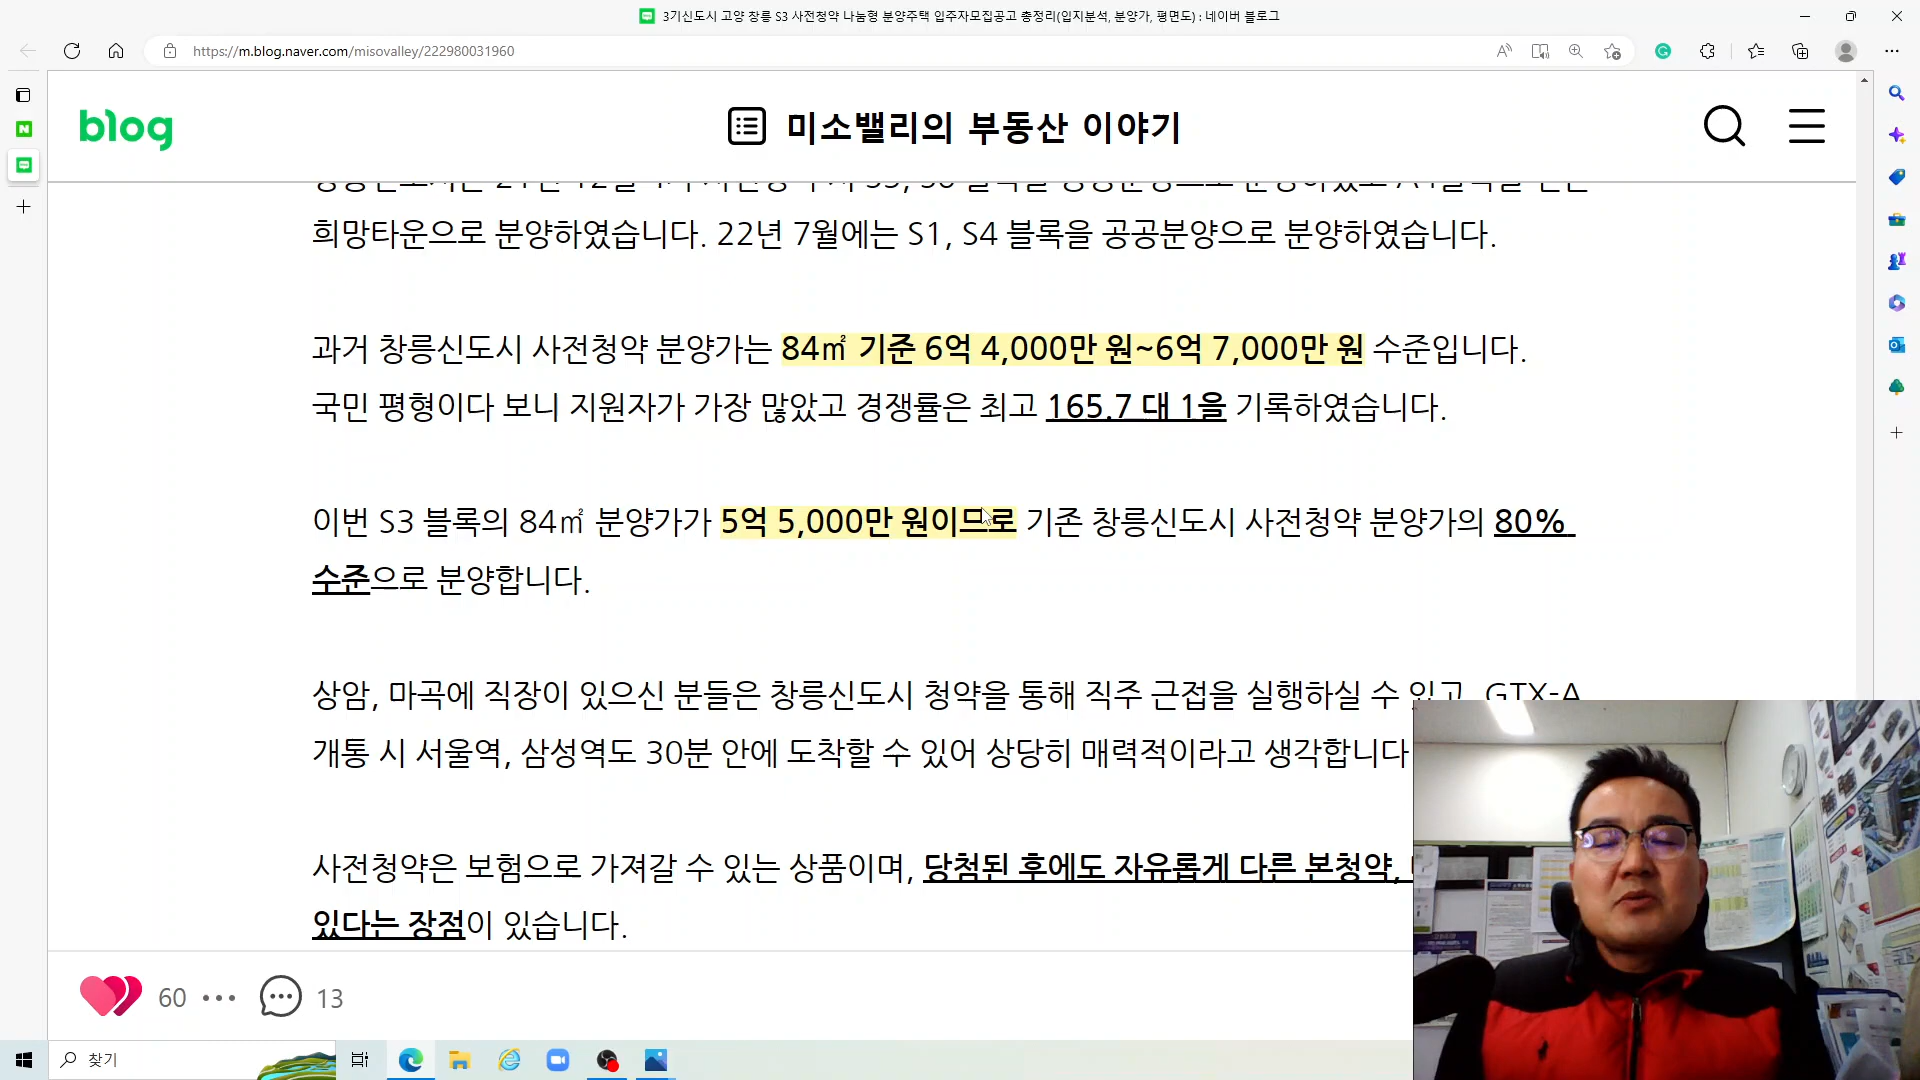 3기신도시 고양 창릉 S3 사전청약 나눔형 분양주택 입주자모집공고 총정리(입지분석, 분양가, 평면도) : 네이버 블로그
https://m.blog.naver.com/misovalley/222980031960
blog
미소밸리의 부동산 이야기
희망타운으로 분양하였습니다. 22년 7월에는 S1, S4 블록을 공공분양으로 분양하였습니다.
과거 창릉신도시 사전청약 분양가는 84㎡ 기준 6억 4,000만 원~6억 7,000만 원 수준입니다.
국민 평형이다 보니 지원자가 가장 많았고 경쟁률은 최고 165.7 대 1을 기록하였습니다.
이번 S3 블록의 84㎡ 분양가가 5억 5,000만 원이므로 기존 창릉신도시 사전청약 분양가의 80%
수준으로 분양합니다.
상암, 마곡에 직장이 있으신 분들은 창릉신도시 청약을 통해 직주 근접을 실행하실 수 있고, GTX-A
개통 시 서울역, 삼성역도 30분 안에 도착할 수 있어 상당히 매력적이라고 생각합니다
사전청약은 보험으로 가져갈 수 있는 상품이며, 당첨된 후에도 자유롭게 다른 본청약,
있다는 장점이 있습니다.
60
13
찾기